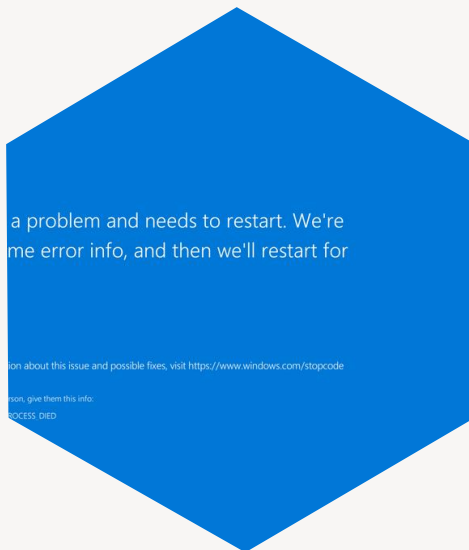 a problem and needs to restart. We're
me error info, and then we'll restart for
ion about this issue and possible fixes, visit https://www.windows.com/stopcode
rson, give them this info:
ROCESS_DIED